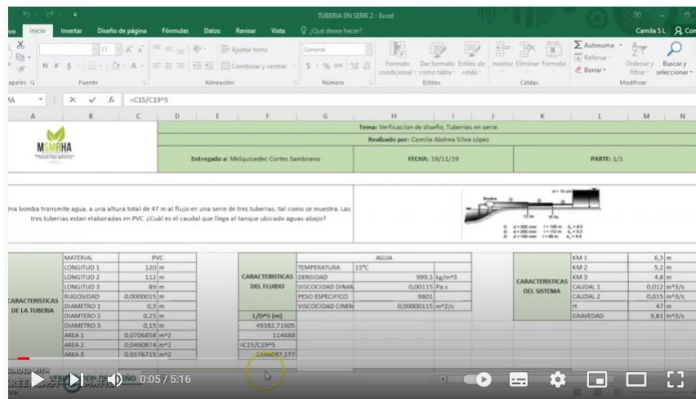 TUBERIA EN SERIE 2 - Excel
Camila S L
Inicio Insertar Diseño de página Fórmulas Datos Revisar Vista ¿Qué desea hacer?
Ajustar texto General Autosuma
Formato Dar formato Estilos de Insertar Eliminar Formato Rellenar Ordenar y Buscar y
Combinar y centrar condicional como tabla celda Borrar filtrar seleccionar
Fuente Alineación Número Estilos Celdas Modificar
=C15/C19^5
A B C D E F G H I J K L M N
MSMRHA
Tema: Verificacion de diseño, Tuberias en serie.
Realizado por: Camila Abdrea Silva López
Entregado a: Melquisedec Cortes Sambrano FECHA: 19/11/19 PARTE: 1/1
Una bomba transmite agua, a una altura total de 47 m al flujo en una serie de tres tuberias, tal como se muestra. Las
tres tuberias estan elaboradas en PVC. ¿Cuál es el caudal que llega al tanque ubicado aguas abajo?
CARACTERISTICAS DE LA TUBERIA
MATERIAL PVC
LONGITUD 1 120 m
LONGITUD 2 112 m
LONGITUD 3 89 m
RUGOSIDAD 0,0000015 m
DIAMETRO 1 0,3 m
DIAMTERO 2 0,25 m
DIAMETRO 3 0,15 m
AREA 1 0,0706858 m^2
AREA 2 0,0490874 m^2
AREA 3 0,0176715 m^2
CARACTERISTICAS DEL FLUIDO
AGUA
TEMPERATURA 15°C
DENSIDAD 999,1 kg/m^3
VISCOCIDAD DINAM 0,00115 Pa.s
PESO ESPECIFICO 9801
VISCOCIDAD CINEM 0,00000115 m^2/s
L/D^5 (m)
49382,71605
114688
=C15/C19^5
CARACTERISTICAS DEL SISTEMA
KM 1 6,3 m
KM 2 5,2 m
KM 3 4,8 m
CAUDAL 1 0,012 m^3/s
CAUDAL 2 0,015 m^3/s
H 47 m
GRAVEDAD 9,81 m^3/s
0:05 / 5:16